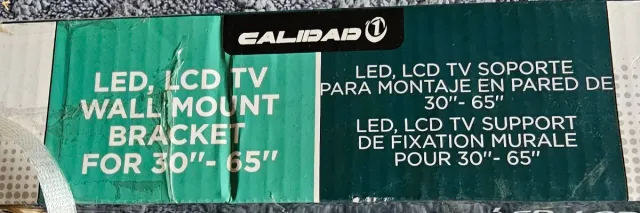 CALIDAD 1
LED, LCD TV
WALL MOUNT
BRACKET
FOR 30"- 65"
LED, LCD TV SOPORTE
PARA MONTAJE EN PARED DE
30"- 65"
LED, LCD TV SUPPORT
DE FIXATION MURALE
POUR 30"- 65"